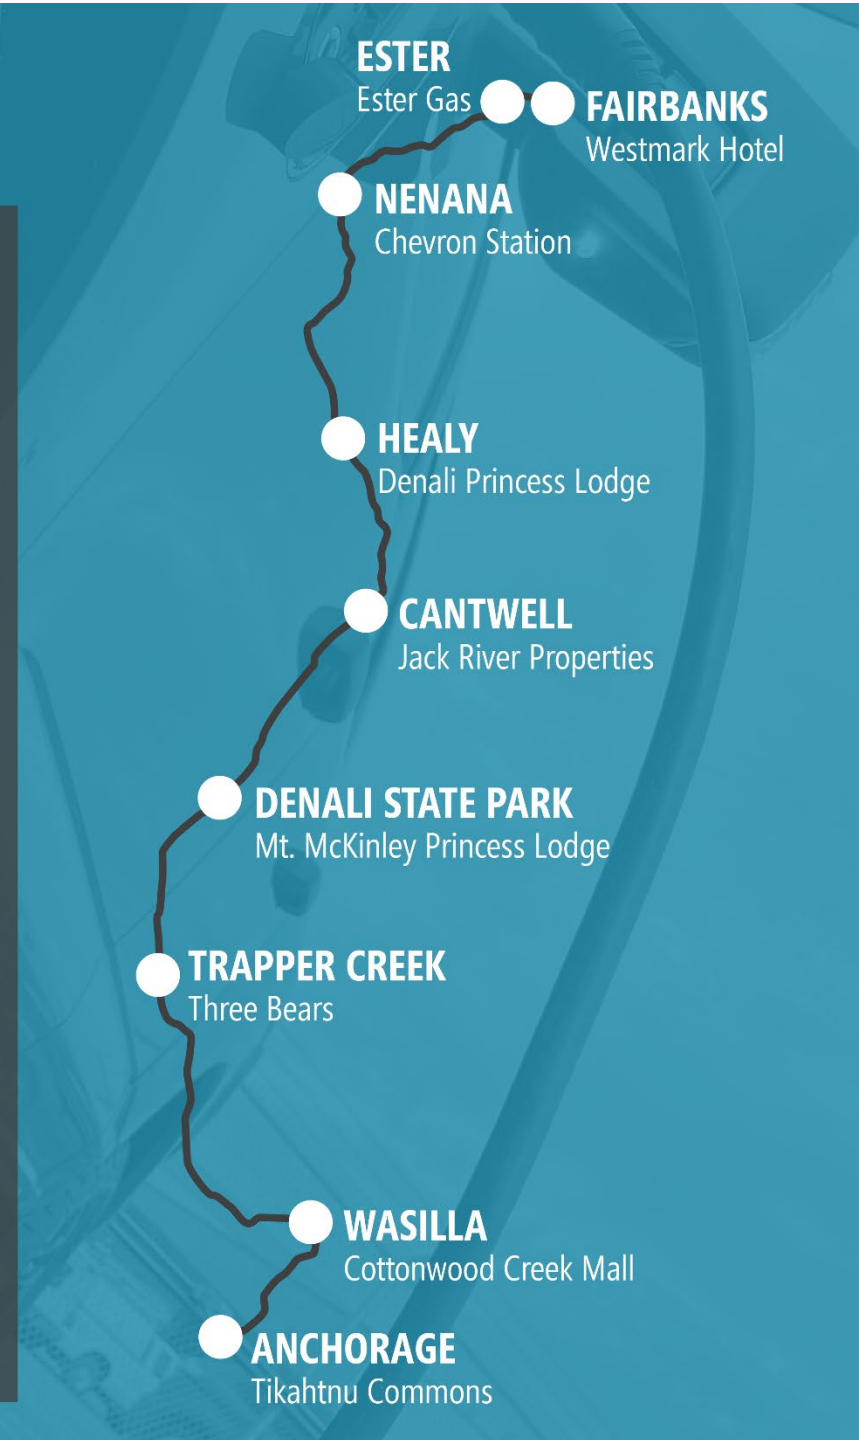 ESTER
Ester Gas
FAIRBANKS
Westmark Hotel
NENANA
Chevron Station
HEALY
Denali Princess Lodge
CANTWELL
Jack River Properties
DENALI STATE PARK
Mt. McKinley Princess Lodge
TRAPPER CREEK
Three Bears
WASILLA
Cottonwood Creek Mall
ANCHORAGE
Tikahtnu Commons